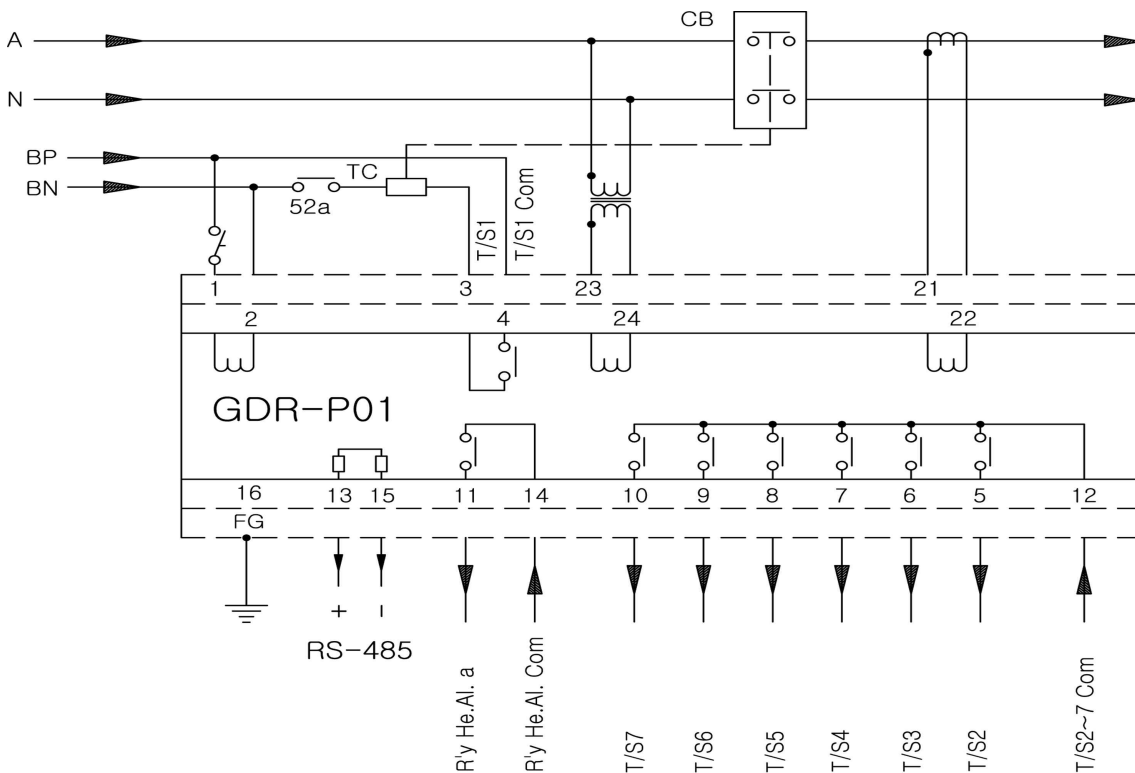 CB
A
N
BP
TC
BN
52a
T/S1
T/S1 Com
1 3 23 21
2 4 24 22
GDR-P01
16 13 15 11 14 10 9 8 7 6 5 12
FG
+ -
RS-485
R'y He.Al. a
R'y He.Al. Com
T/S7
T/S6
T/S5
T/S4
T/S3
T/S2
T/S2~7 Com